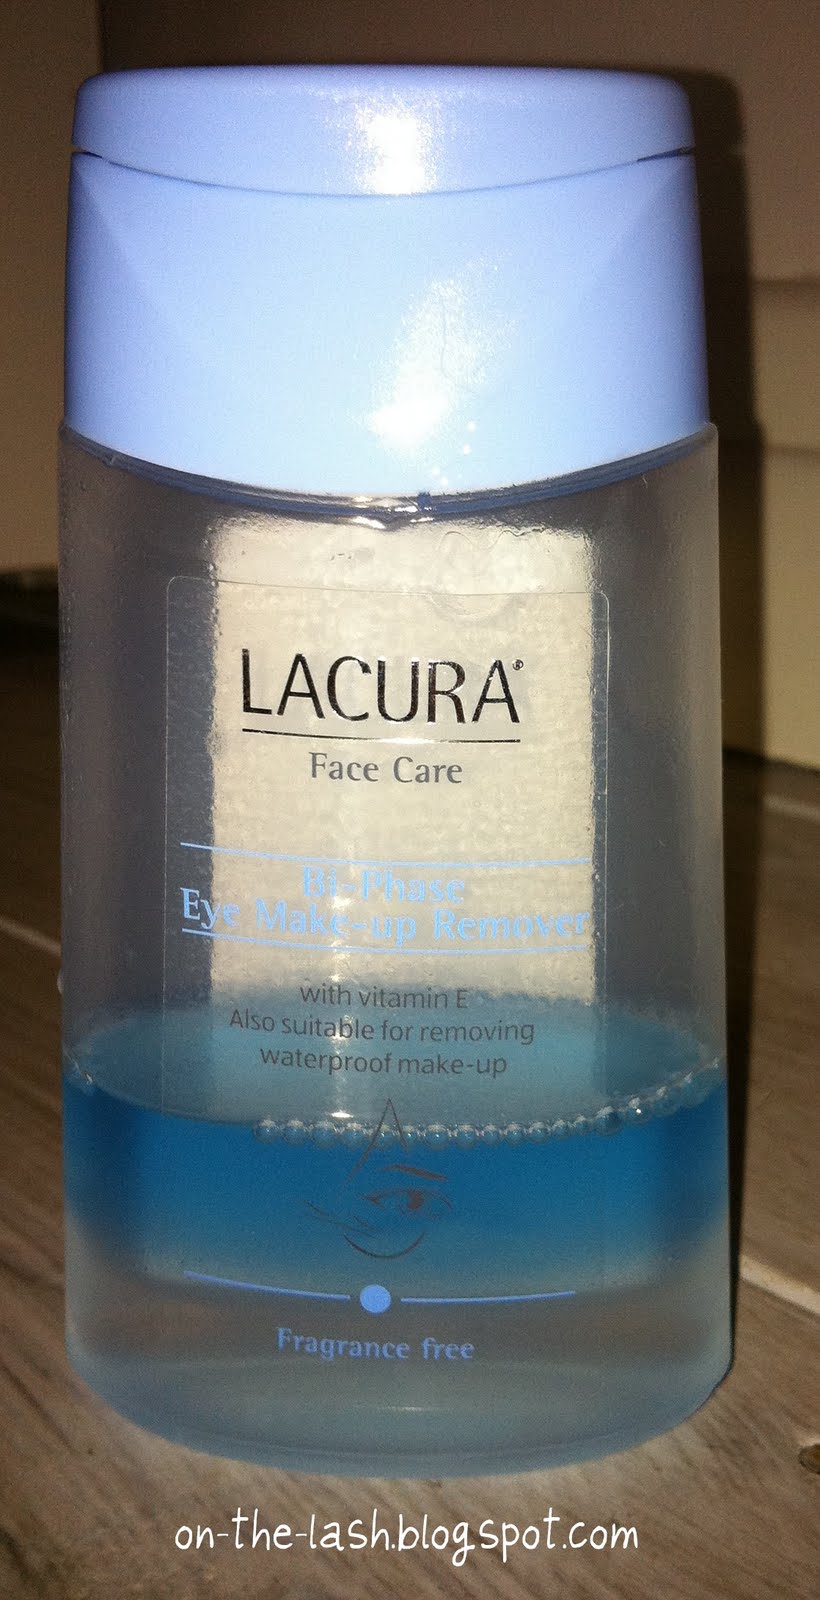 LACURA®
Face Care
Bi-Phase
Eye Make-up Remover
with vitamin E
Also suitable for removing
waterproof make-up
Fragrance free
on-the-lash.blogspot.com